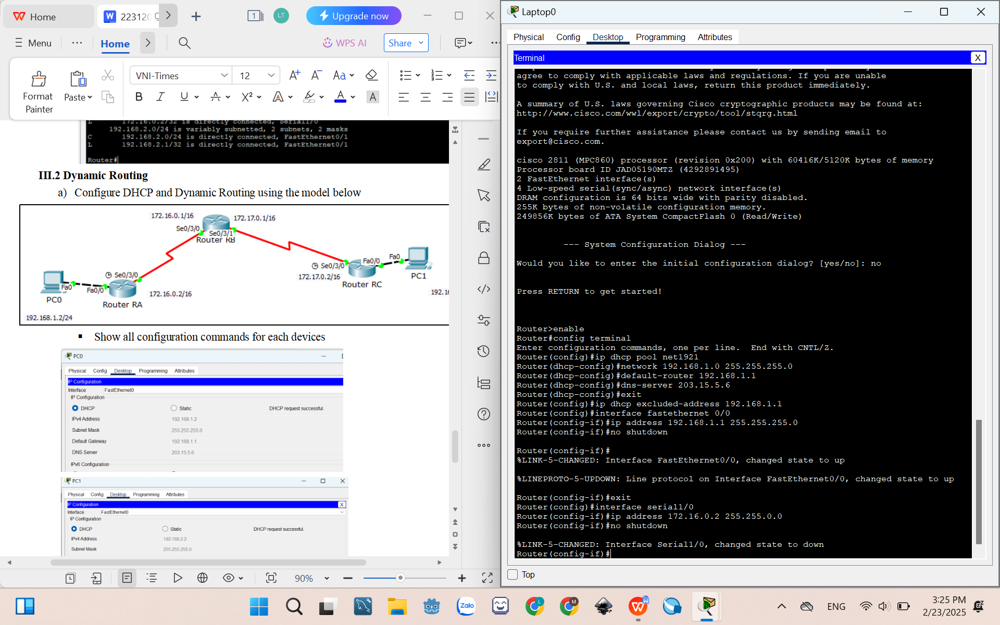 Home
223120
1
LT
Upgrade now
Menu
Home
WPS AI
Share
Format
Painter
Paste
VNI-Times
12
L 172.16.0.2/32 is directly connected, Serial1/0
192.168.2.0/24 is variably subnetted, 2 subnets, 2 masks
C 192.168.2.0/24 is directly connected, FastEthernet0/1
L 192.168.2.1/32 is directly connected, FastEthernet0/1
Router#
III.2 Dynamic Routing
a) Configure DHCP and Dynamic Routing using the model below
172.16.0.1/16
172.17.0.1/16
Se0/3/0
Se0/3/1
Router RB
Fa0/0
Fa0
Se0/3/0
172.17.0.2/16
Router RC
PC1
192.16
Se0/3/0
Fa0
Fa0/0
PC0
Router RA
172.16.0.2/16
192.168.1.2/24
▪ Show all configuration commands for each devices
PC0
Physical Config Desktop Programming Attributes
IP Configuration
Interface FastEthernet0
IP Configuration
DHCP Static DHCP request successful.
IPv4 Address 192.168.1.2
Subnet Mask 255.255.255.0
Default Gateway 192.168.1.1
DNS Server 203.15.5.6
IPv6 Configuration
PC1
Physical Config Desktop Programming Attributes
IP Configuration X
Interface FastEthernet0
IP Configuration
DHCP Static DHCP request successful.
IPv4 Address 192.168.2.2
Subnet Mask 255.255.255.0
90%
Laptop0
Physical Config Desktop Programming Attributes
Terminal X
agree to comply with applicable laws and regulations. If you are unable
to comply with U.S. and local laws, return this product immediately.
A summary of U.S. laws governing Cisco cryptographic products may be found at:
http://www.cisco.com/wwl/export/crypto/tool/stqrg.html
If you require further assistance please contact us by sending email to
export@cisco.com.
cisco 2811 (MPC860) processor (revision 0x200) with 60416K/5120K bytes of memory
Processor board ID JAD05190MTZ (4292891495)
2 FastEthernet interface(s)
4 Low-speed serial(sync/async) network interface(s)
DRAM configuration is 64 bits wide with parity disabled.
255K bytes of non-volatile configuration memory.
249856K bytes of ATA System CompactFlash 0 (Read/Write)
--- System Configuration Dialog ---
Would you like to enter the initial configuration dialog? [yes/no]: no
Press RETURN to get started!
Router>enable
Router#config terminal
Enter configuration commands, one per line. End with CNTL/Z.
Router(config)#ip dhcp pool net1921
Router(dhcp-config)#network 192.168.1.0 255.255.255.0
Router(dhcp-config)#default-router 192.168.1.1
Router(dhcp-config)#dns-server 203.15.5.6
Router(dhcp-config)#exit
Router(config)#ip dhcp excluded-address 192.168.1.1
Router(config)#interface fastethernet 0/0
Router(config-if)#ip address 192.168.1.1 255.255.255.0
Router(config-if)#no shutdown
Router(config-if)#
%LINK-5-CHANGED: Interface FastEthernet0/0, changed state to up
%LINEPROTO-5-UPDOWN: Line protocol on Interface FastEthernet0/0, changed state to up
Router(config-if)#exit
Router(config)#interface serial1/0
Router(config-if)#ip address 172.16.0.2 255.255.0.0
Router(config-if)#no shutdown
%LINK-5-CHANGED: Interface Serial1/0, changed state to down
Router(config-if)#
Top
Zalo
L
M
ENG
3:25 PM
2/23/2025